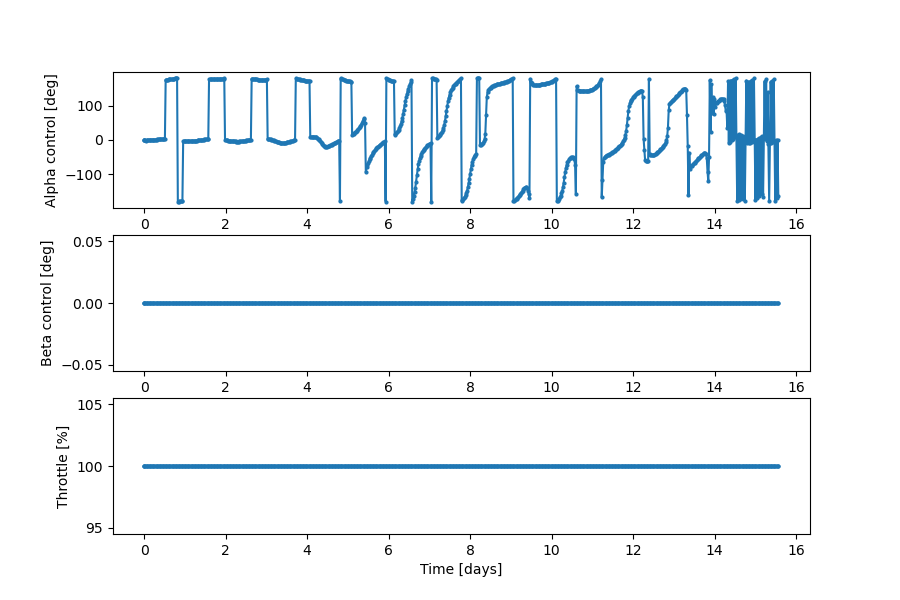 Alpha control [deg]
100
0
−100
0 2 4 6 8 10 12 14 16
Beta control [deg]
0.05
0.00
−0.05
0 2 4 6 8 10 12 14 16
Throttle [%]
105
100
95
0 2 4 6 8 10 12 14 16
Time [days]